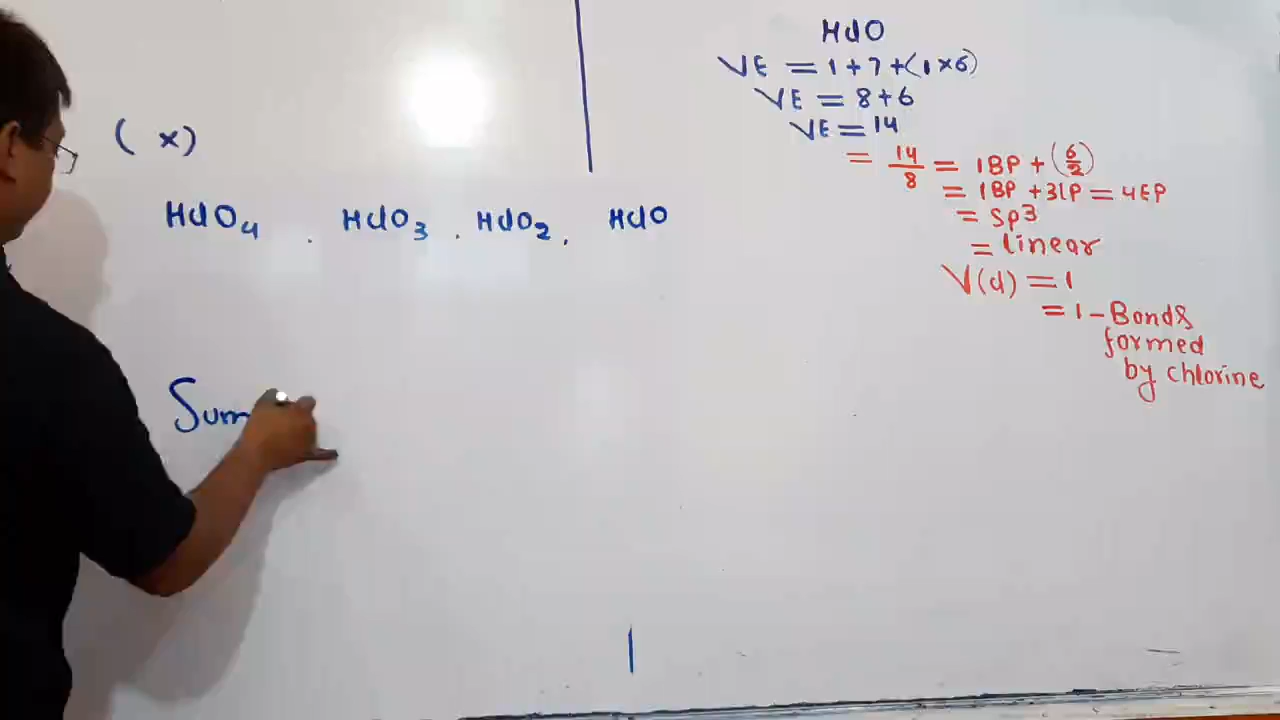 ( x)
HClO4 . HClO3 . HClO2, HClO
Sum
HClO
VE = 1+7+(1×6)
VE = 8+6
VE = 14
= 14/8 = 1BP + (6/2)
= 1BP + 3LP = 4EP
= Sp3
= linear
V(Cl) = 1
= 1 - Bonds
formed
by chlorine